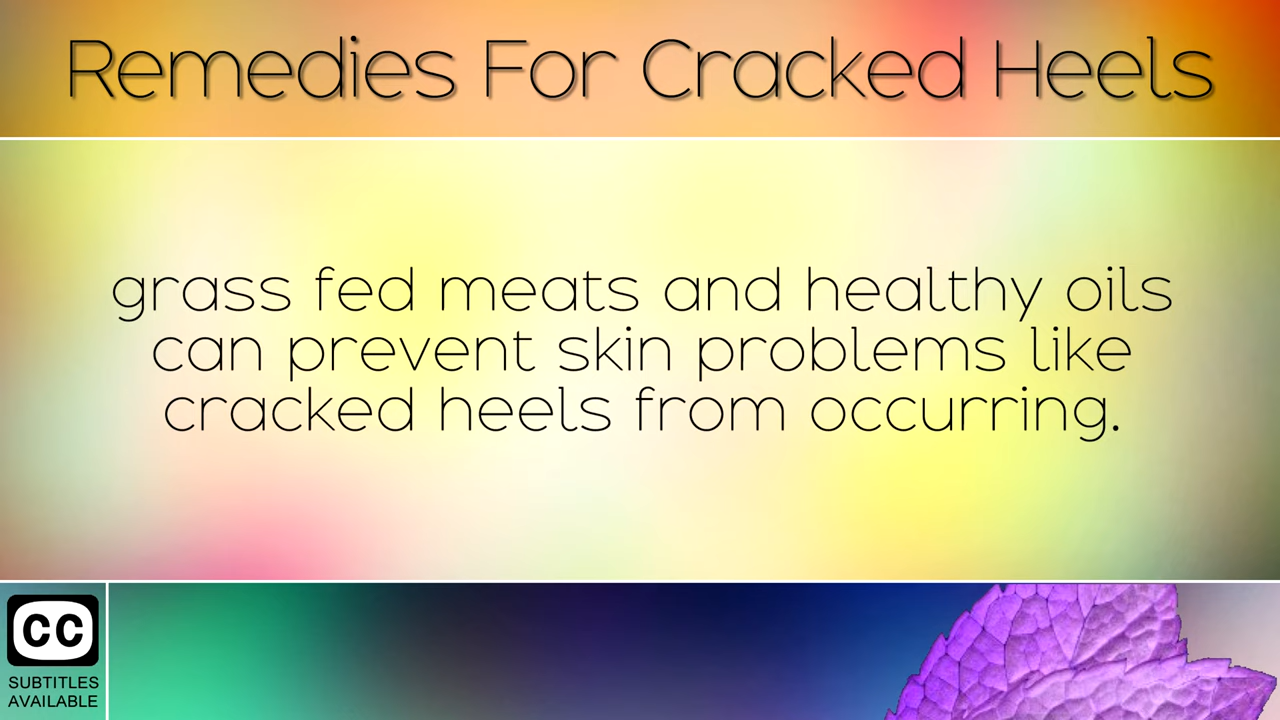 Remedies For Cracked Heels
grass fed meats and healthy oils
can prevent skin problems like
cracked heels from occurring.
CC
SUBTITLES
AVAILABLE